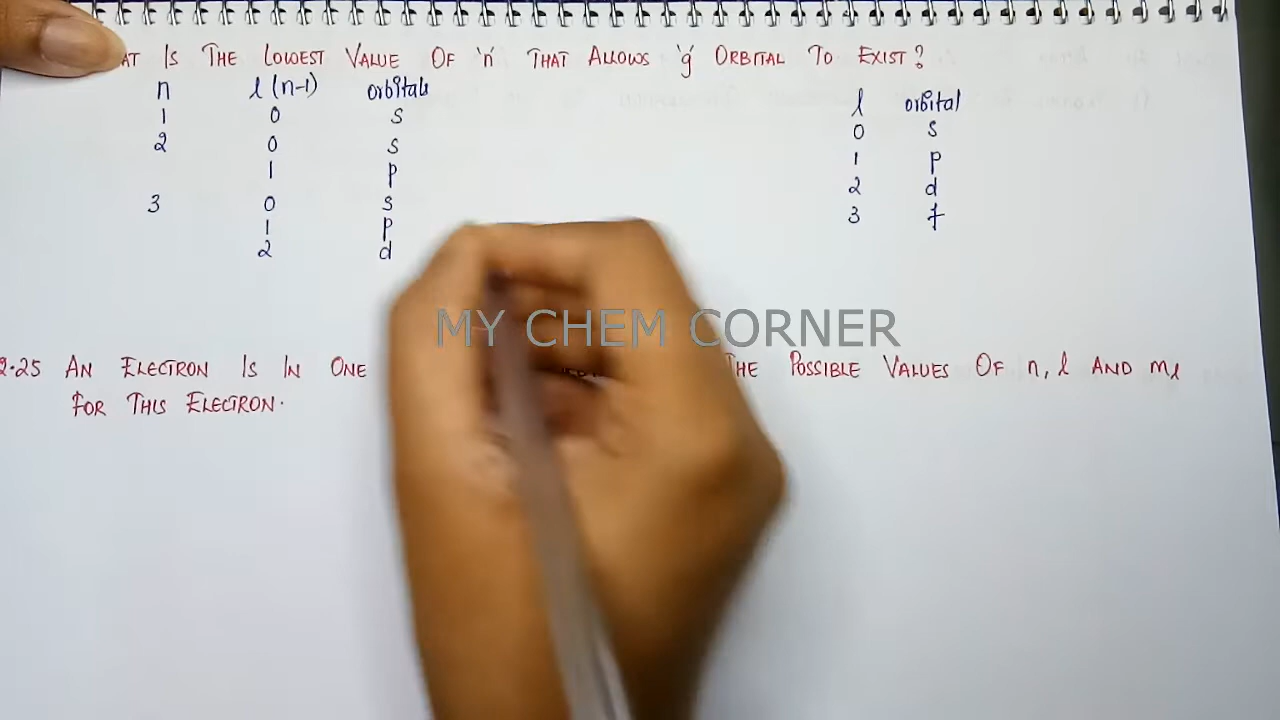 AT IS THE LOWEST VALUE OF 'n' THAT ALLOWS 'g' ORBITAL TO EXIST?
n l (n-1) orbitals
1 0 s
2 0 s
1 p
3 0 s
1 p
2 d
l orbital
0 s
1 p
2 d
3 f
MY CHEM CORNER
2.25 AN ELECTRON IS IN ONE THE POSSIBLE VALUES OF n, l AND ml
FOR THIS ELECTRON.